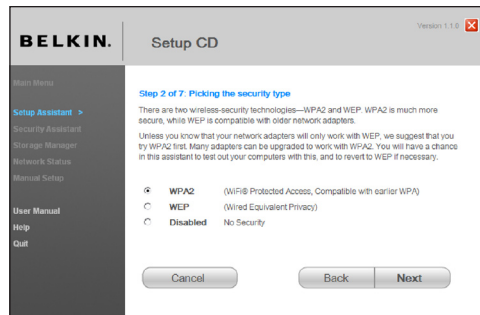 Version 1.1.0
BELKIN.
Setup CD
Main Menu
Setup Assistant >
Security Assistant
Storage Manager
Network Status
Manual Setup
User Manual
Help
Quit
Step 2 of 7: Picking the security type
There are two wireless-security technologies—WPA2 and WEP. WPA2 is much more
secure, while WEP is compatible with older network adapters.
Unless you know that your network adapters will only work with WEP, we suggest that you
try WPA2 first. Many adapters can be upgraded to work with WPA2. You will have a chance
in this assistant to test out your computers with this, and to revert to WEP if necessary.
WPA2 (WiFi® Protected Access, Compatible with earlier WPA)
WEP (Wired Equivalent Privacy)
Disabled No Security
Cancel Back Next